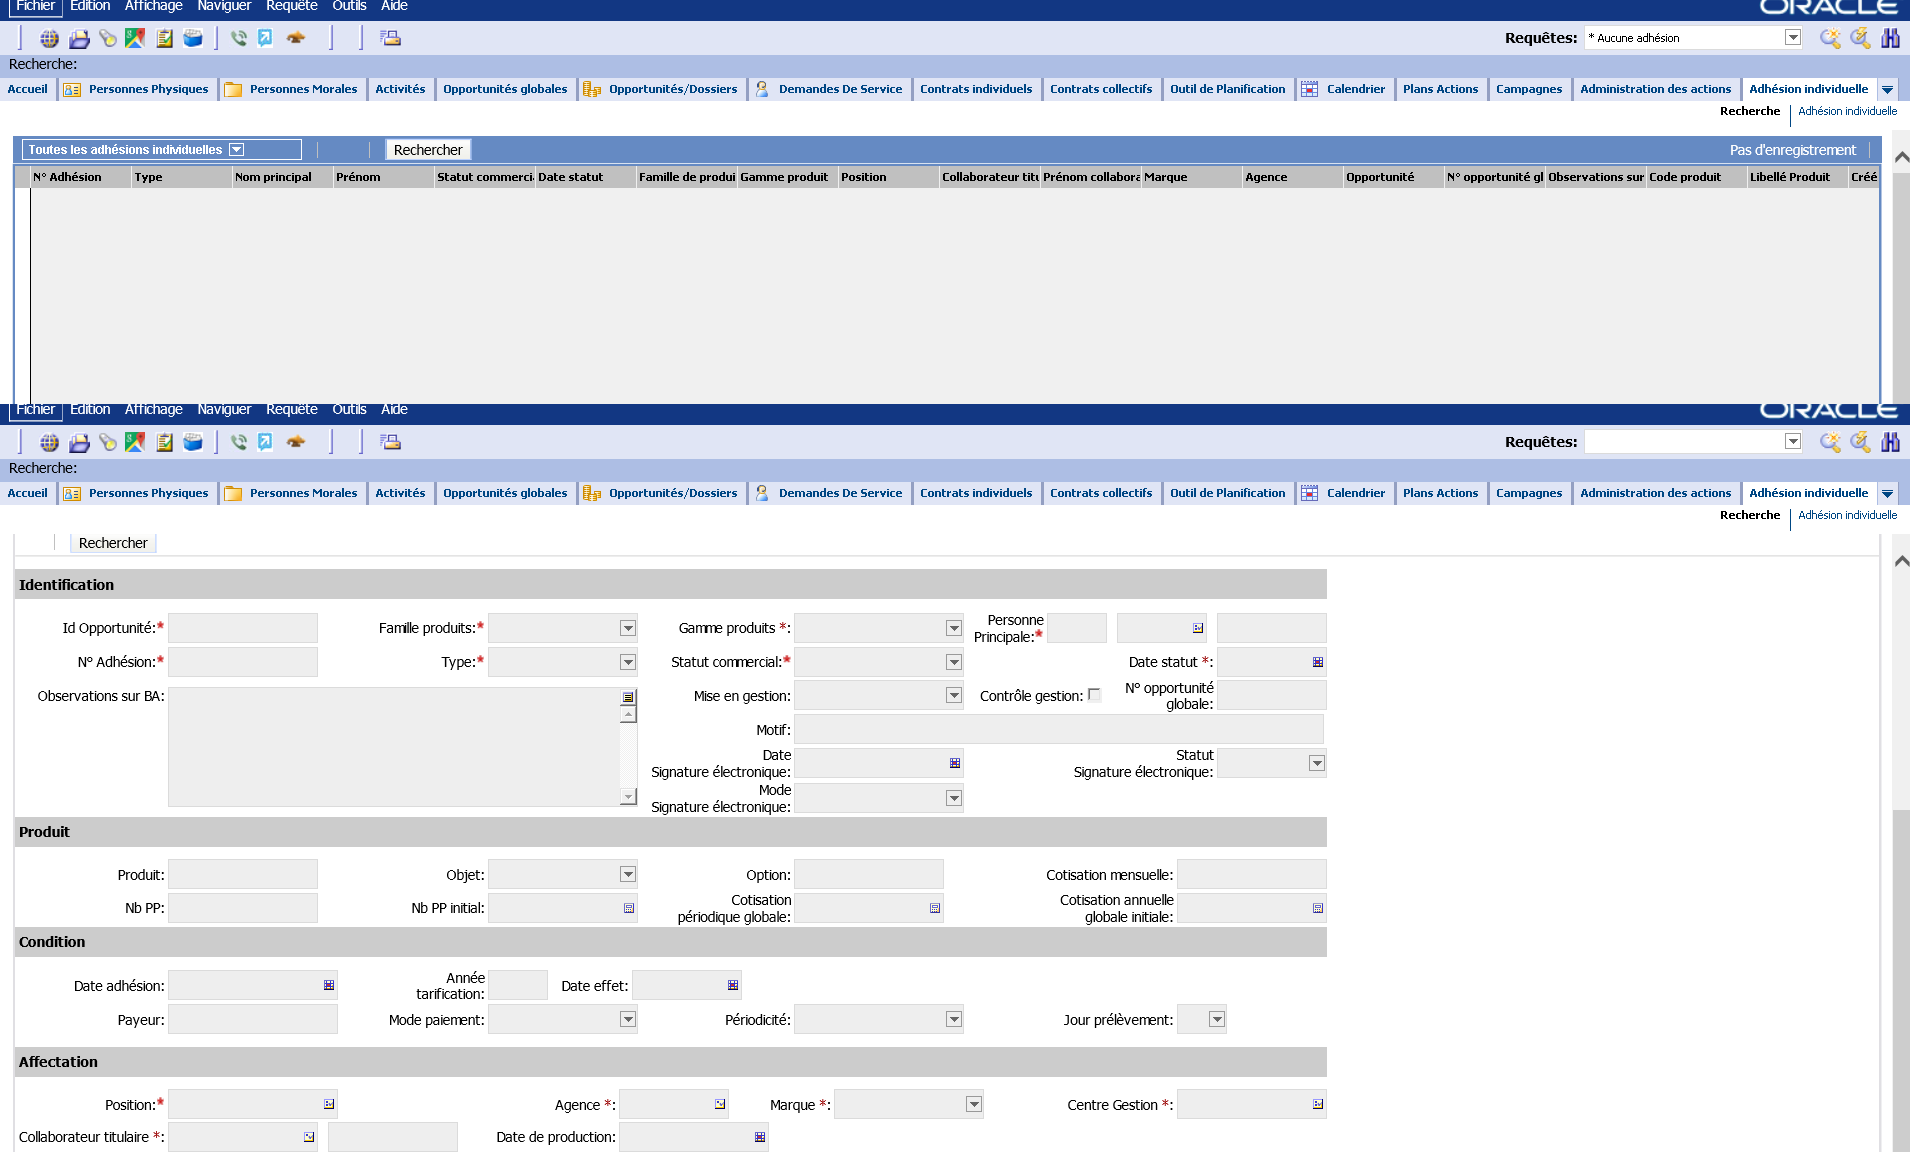 Fichier Edition Affichage Naviguer Requête Outils Aide ORACLE
Requêtes: * Aucune adhésion
Recherche:
Accueil Personnes Physiques Personnes Morales Activités Opportunités globales Opportunités/Dossiers Demandes De Service Contrats individuels Contrats collectifs Outil de Planification Calendrier Plans Actions Campagnes Administration des actions Adhésion individuelle
Recherche Adhésion individuelle
Toutes les adhésions individuelles Rechercher Pas d'enregistrement
N° Adhésion Type Nom principal Prénom Statut commerci Date statut Famille de produi Gamme produit Position Collaborateur titu Prénom collabora Marque Agence Opportunité N° opportunité gl Observations sur Code produit Libellé Produit Créé
Fichier Edition Affichage Naviguer Requête Outils Aide ORACLE
Requêtes:
Recherche:
Accueil Personnes Physiques Personnes Morales Activités Opportunités globales Opportunités/Dossiers Demandes De Service Contrats individuels Contrats collectifs Outil de Planification Calendrier Plans Actions Campagnes Administration des actions Adhésion individuelle
Recherche Adhésion individuelle
Rechercher
Identification
Id Opportunité:* Famille produits:* Gamme produits *: Personne
Principale:*
N° Adhésion:* Type:* Statut commercial:* Date statut *:
Observations sur BA: Mise en gestion: Contrôle gestion: N° opportunité
globale:
Motif:
Date
Signature électronique: Statut
Signature électronique:
Mode
Signature électronique:
Produit
Produit: Objet: Option: Cotisation mensuelle:
Nb PP: Nb PP initial: Cotisation
périodique globale: Cotisation annuelle
globale initiale:
Condition
Date adhésion: Année
tarification: Date effet:
Payeur: Mode paiement: Périodicité: Jour prélèvement:
Affectation
Position:* Agence *: Marque *: Centre Gestion *:
Collaborateur titulaire *: Date de production: